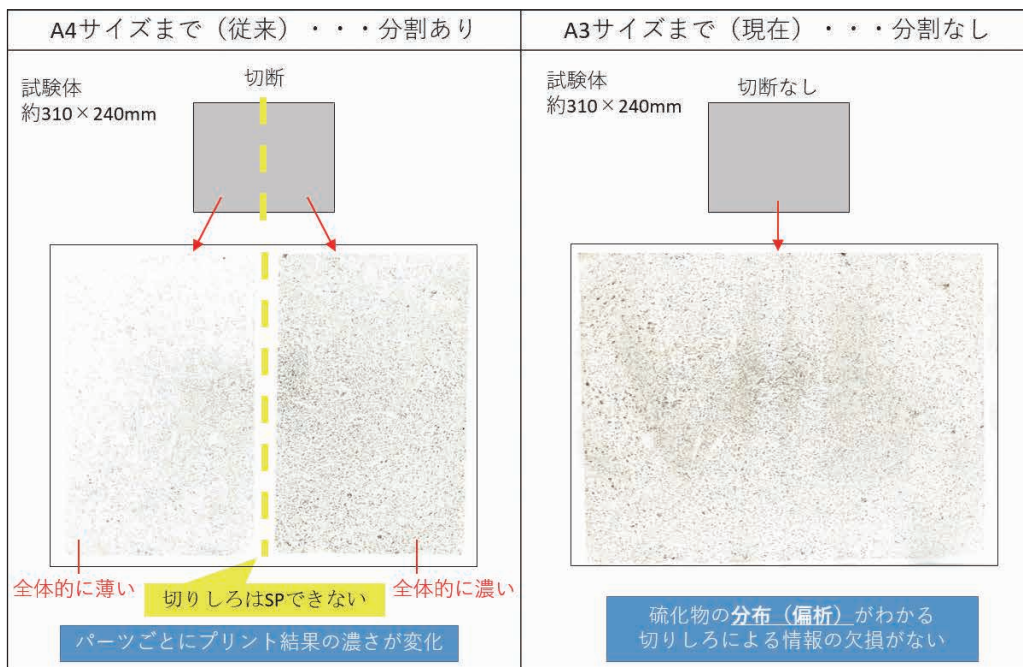 A4サイズまで（従来）・・・分割あり
試験体
約310×240mm
切断
全体的に薄い
切りしろはSPできない
全体的に濃い
パーツごとにプリント結果の濃さが変化
A3サイズまで（現在）・・・分割なし
試験体
約310×240mm
切断なし
硫化物の分布（偏析）がわかる
切りしろによる情報の欠損がない